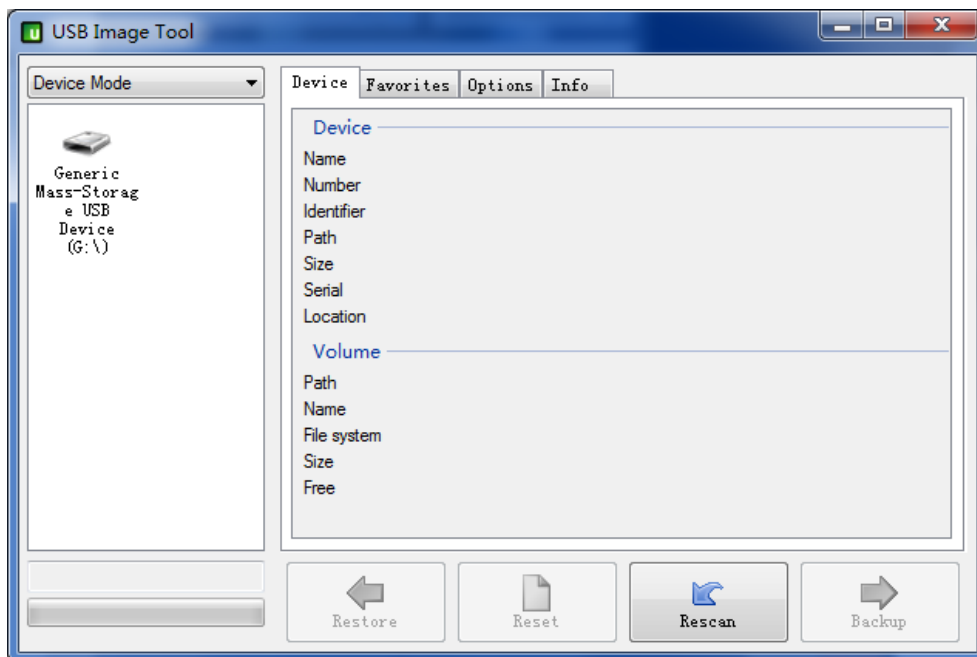 USB Image Tool
Device Mode
Generic
Mass-Storag
e USB
Device
(G:\)
Device Favorites Options Info
Device
Name
Number
Identifier
Path
Size
Serial
Location
Volume
Path
Name
File system
Size
Free
Restore Reset Rescan Backup